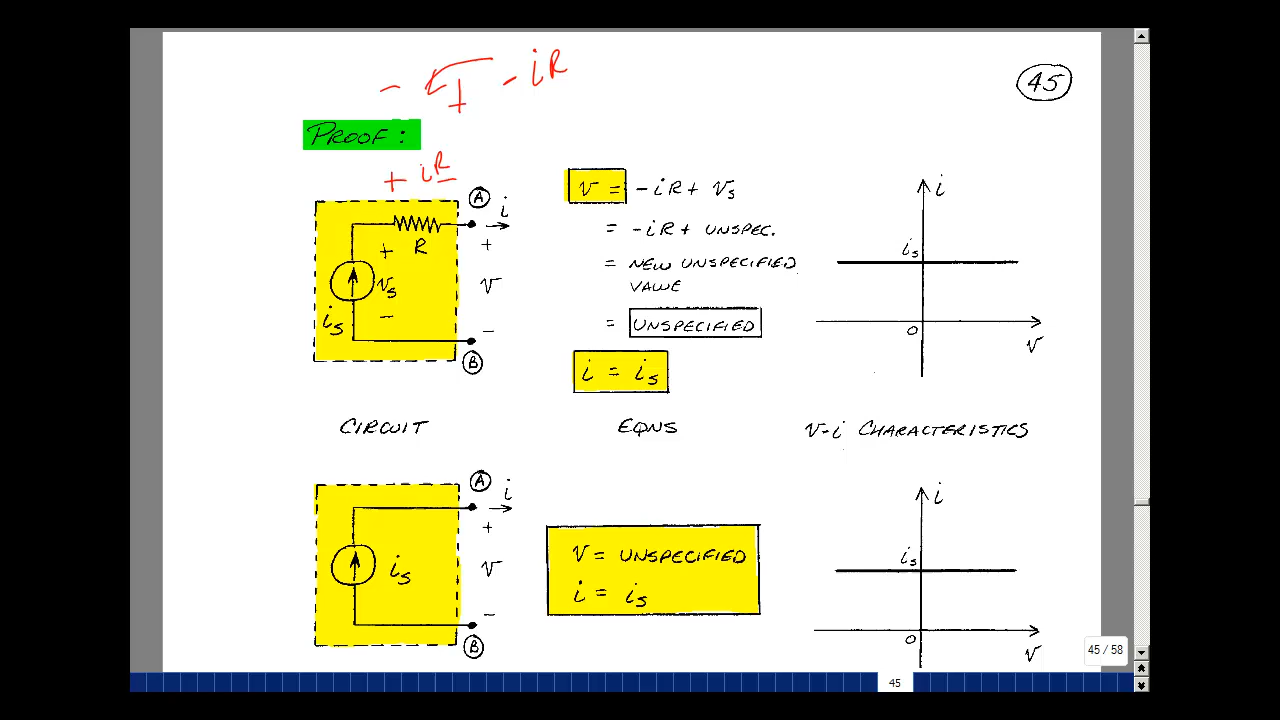 - + - iR
45
PROOF:
+ iR -
A
i
R
+
+
vs
v
is
-
-
B
v = -iR + vs
= -iR + UNSPEC.
= NEW UNSPECIFIED
VALUE
= UNSPECIFIED
i = is
i
is
0
v
CIRCUIT
EQNS
v-i CHARACTERISTICS
A
i
+
is
v
-
B
v = UNSPECIFIED
i = is
i
is
0
v
45 / 58
45